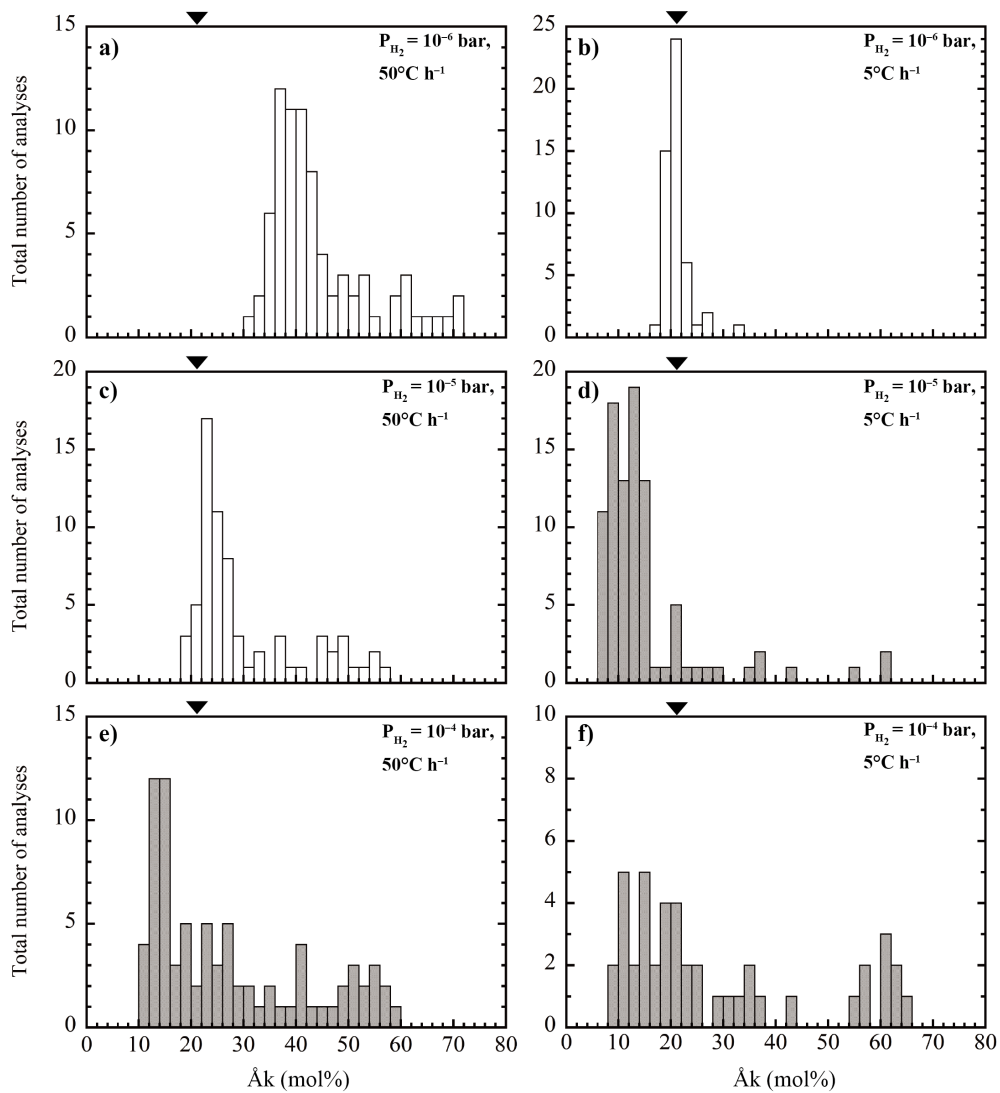 a)
P_H2 = 10⁻⁶ bar,
50°C h⁻¹
Total number of analyses
15
10
5
0
b)
P_H2 = 10⁻⁶ bar,
5°C h⁻¹
25
20
15
10
5
0
c)
P_H2 = 10⁻⁵ bar,
50°C h⁻¹
Total number of analyses
20
15
10
5
0
d)
P_H2 = 10⁻⁵ bar,
5°C h⁻¹
20
15
10
5
0
e)
P_H2 = 10⁻⁴ bar,
50°C h⁻¹
Total number of analyses
15
10
5
0
0 10 20 30 40 50 60 70 80
Åk (mol%)
f)
P_H2 = 10⁻⁴ bar,
5°C h⁻¹
10
8
6
4
2
0
0 10 20 30 40 50 60 70 80
Åk (mol%)